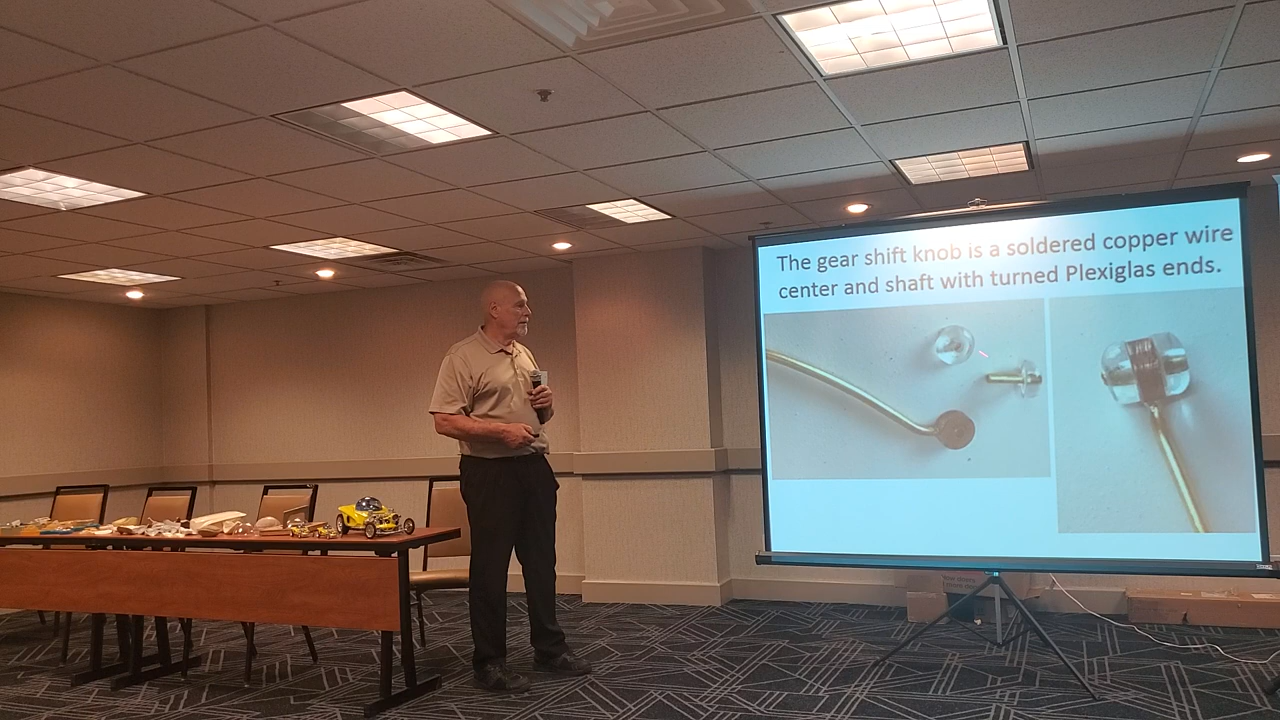 The gear shift knob is a soldered copper wire
center and shaft with turned Plexiglas ends.